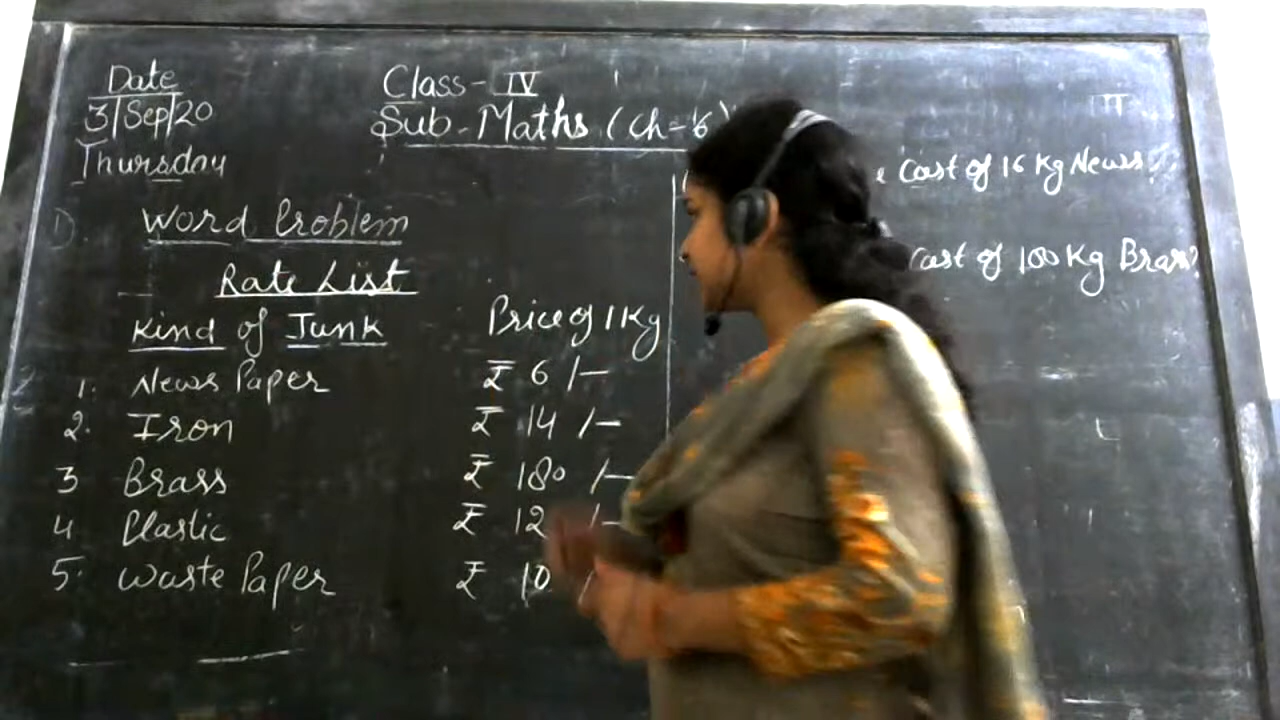 Date
3/Sep/20
Thursday
Class - IV
Sub - Maths (Ch-6)
D. Word Problem
Rate List
Kind of Junk Price of 1 Kg
1. News Paper ₹ 6/-
2. Iron ₹ 14/-
3 Brass ₹ 180/-
4 Plastic ₹ 12/-
5. Waste Paper ₹ 10/
Cost of 16 Kg News
Cost of 100 Kg Brass?